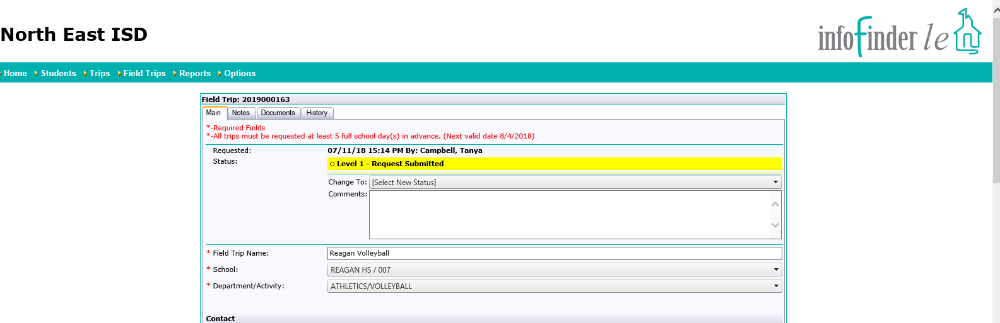 North East ISD
infofinder le
Home Students Trips Field Trips Reports Options
Field Trip: 2019000163
Main Notes Documents History
*-Required Fields
*-All trips must be requested at least 5 full school day(s) in advance. (Next valid date 8/4/2018)
Requested: 07/11/18 15:14 PM By: Campbell, Tanya
Status: Level 1 - Request Submitted
Change To: [Select New Status]
Comments:
* Field Trip Name: Reagan Volleyball
* School: REAGAN HS / 007
* Department/Activity: ATHLETICS/VOLLEYBALL
Contact